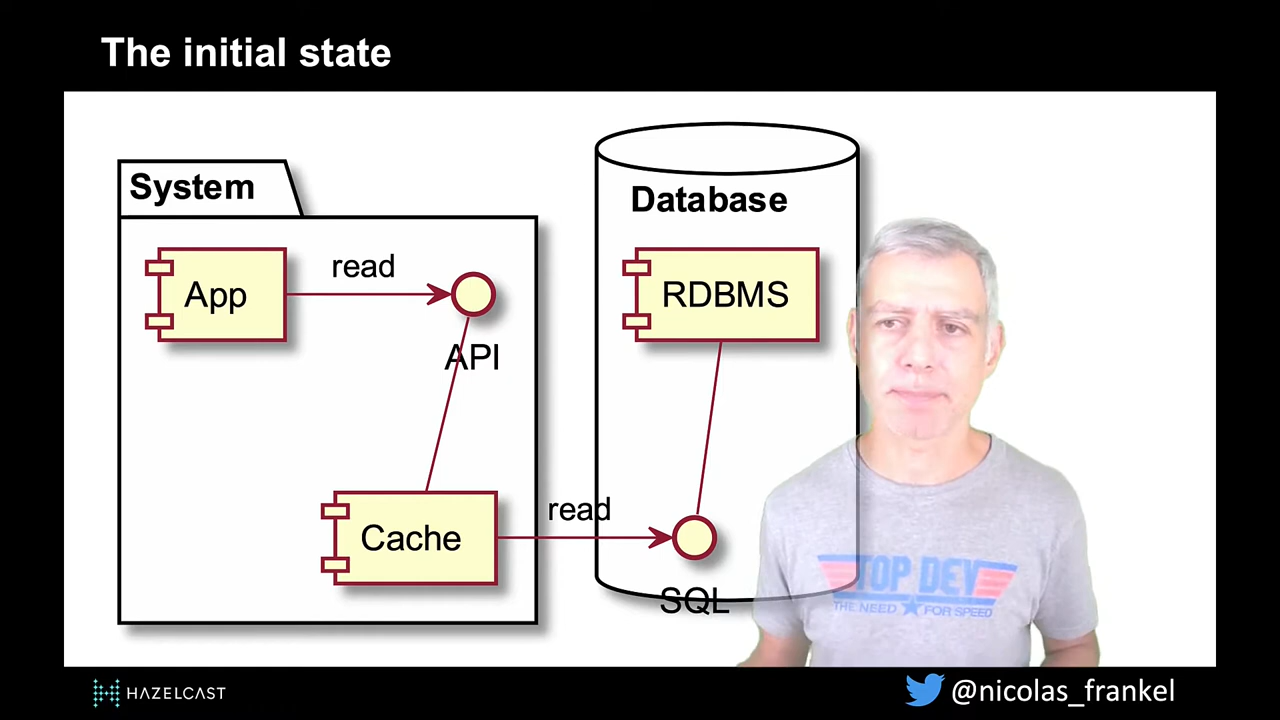 The initial state
System
Database
App
read
API
RDBMS
Cache
read
SQL
TOP DEV
THE NEED FOR SPEED
HAZELCAST
@nicolas_frankel